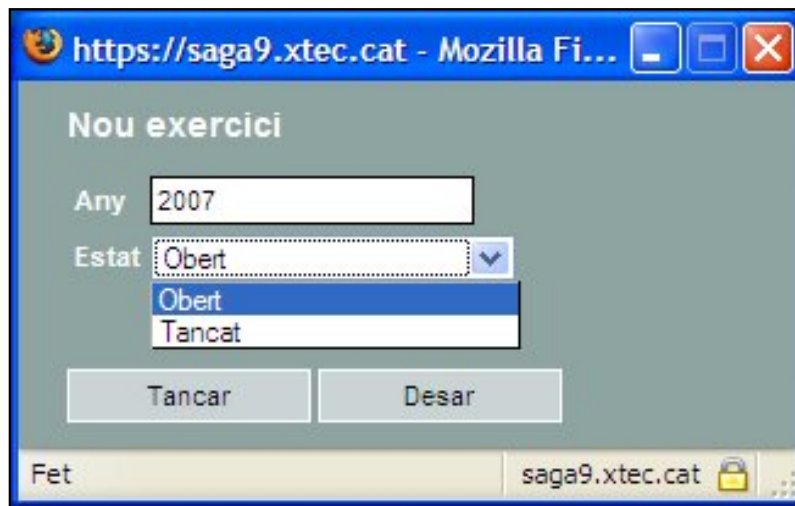 https://saga9.xtec.cat - Mozilla Fi...
Nou exercici
Any 2007
Estat Obert
Obert
Tancat
Tancar Desar
Fet saga9.xtec.cat